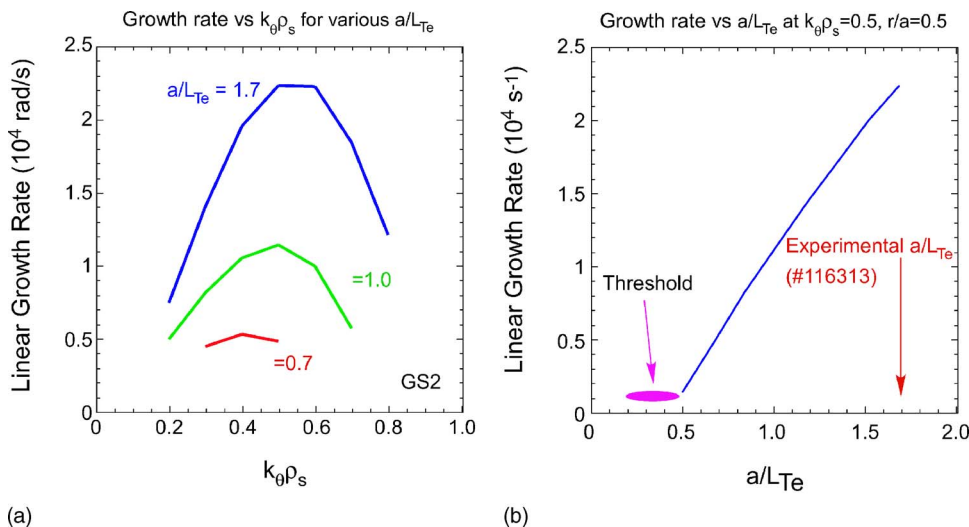 Growth rate vs kθρs for various a/LTe
Linear Growth Rate (10^4 rad/s)
2.5
2
1.5
1
0.5
0
a/LTe = 1.7
=1.0
=0.7
GS2
0 0.2 0.4 0.6 0.8 1.0
kθρs
(a)
Growth rate vs a/LTe at kθρs=0.5, r/a=0.5
Linear Growth Rate (10^4 s^-1)
2.5
2
1.5
1
0.5
0
Experimental a/LTe
(#116313)
Threshold
0 0.5 1.0 1.5 2.0
a/LTe
(b)